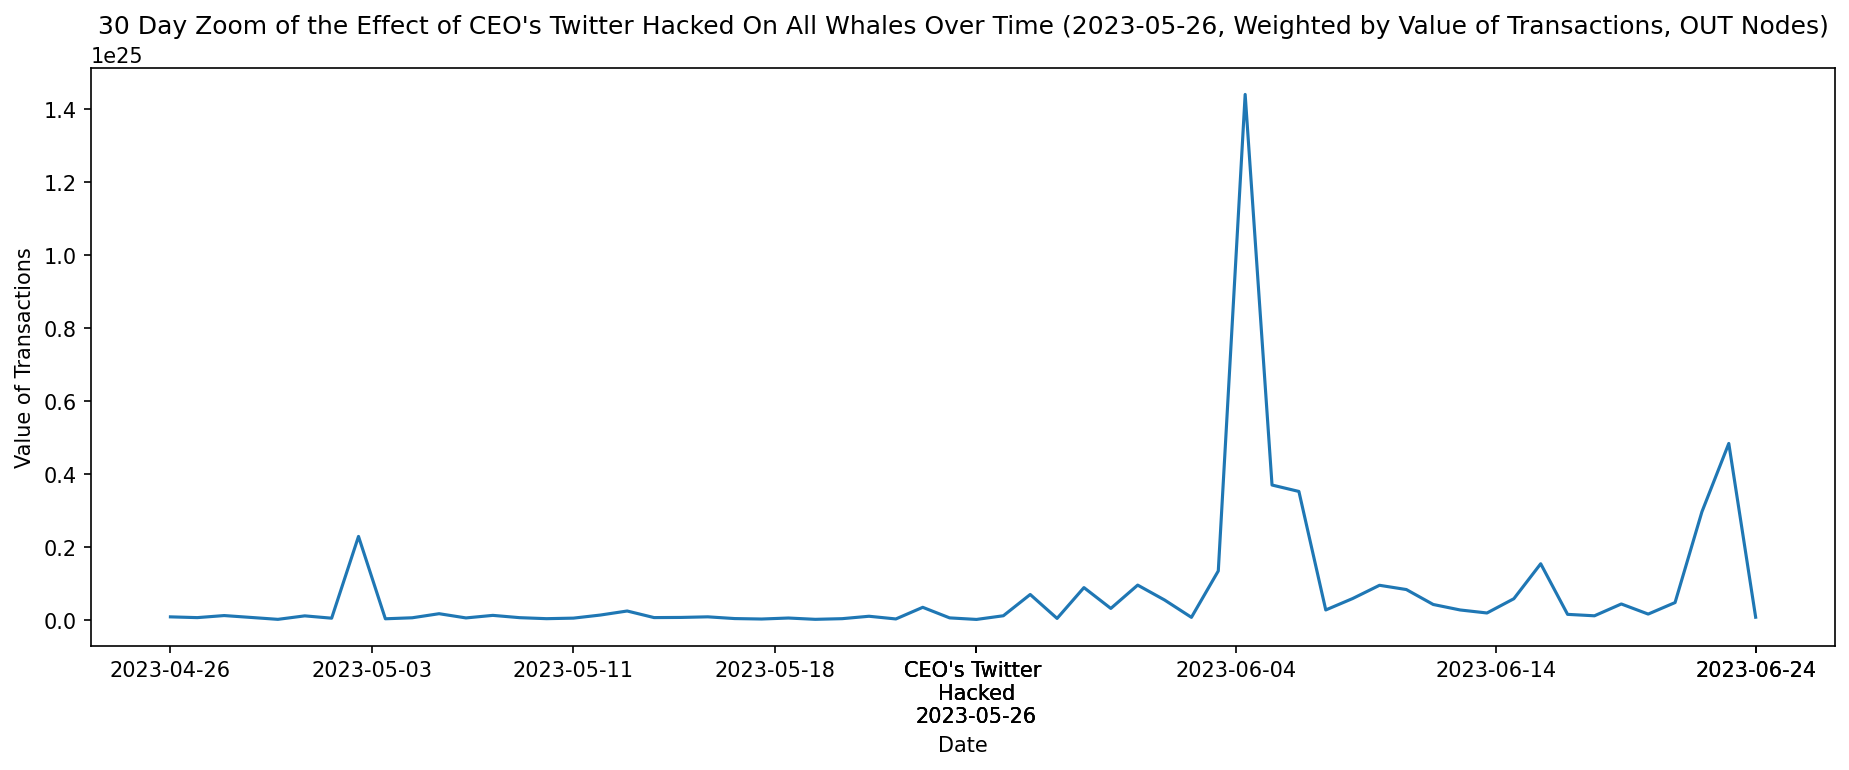 30 Day Zoom of the Effect of CEO's Twitter Hacked On All Whales Over Time (2023-05-26, Weighted by Value of Transactions, OUT Nodes)
1e25
1.4
1.2
1.0
0.8
0.6
0.4
0.2
0.0
Value of Transactions
2023-04-26
2023-05-03
2023-05-11
2023-05-18
CEO's Twitter
Hacked
2023-05-26
2023-06-04
2023-06-14
2023-06-24
Date